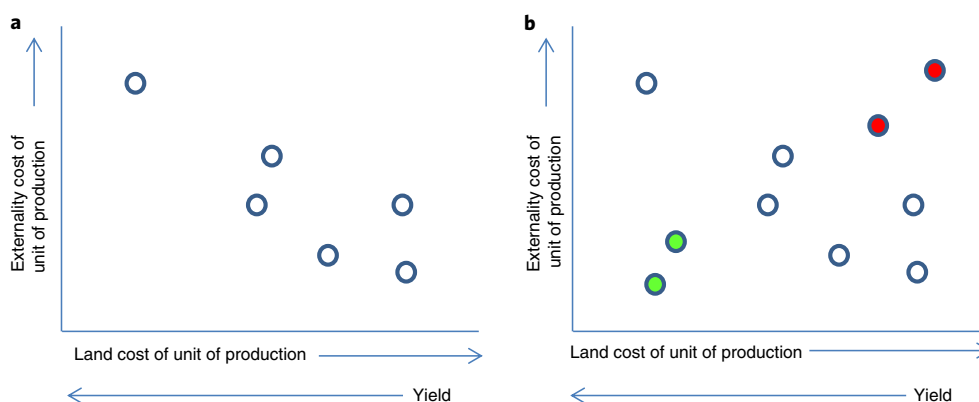 a
Externality cost of
unit of production
Land cost of unit of production
Yield
b
Externality cost of
unit of production
Land cost of unit of production
Yield